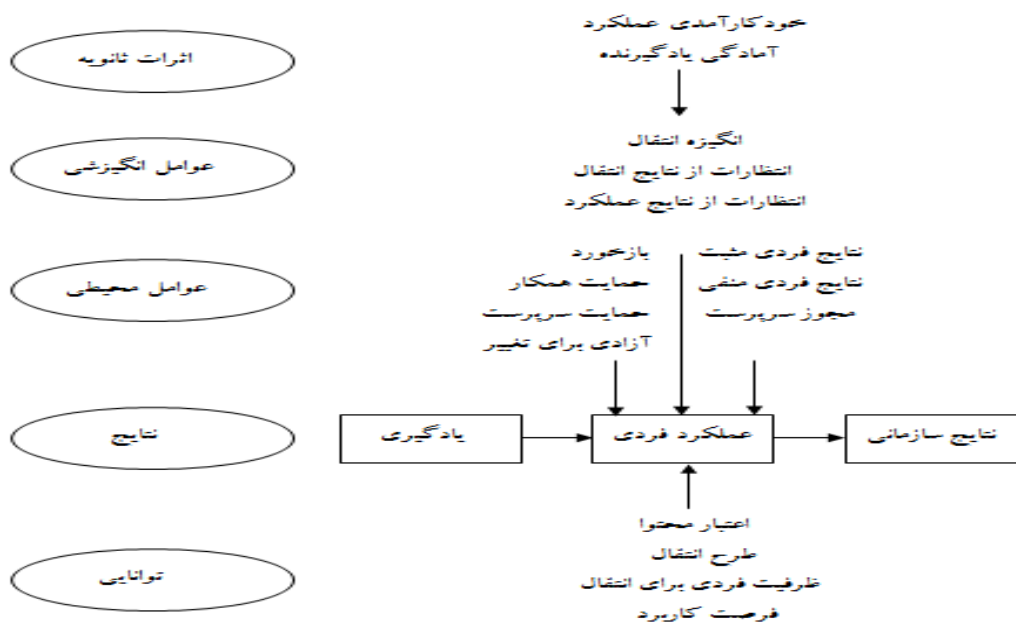 خودکارآمدی عملکرد
آمادگی یادگیرنده
اثرات ثانویه
انگیزه انتقال
انتظارات از نتایج انتقال
انتظارات از نتایج عملکرد
عوامل انگیزشی
نتایج فردی مثبت
نتایج فردی منفی
مجوز سرپرست
بازخورد
حمایت همکار
حمایت سرپرست
آزادی برای تغییر
عوامل محیطی
نتایج سازمانی
عملکرد فردی
یادگیری
نتایج
اعتبار محتوا
طرح انتقال
ظرفیت فردی برای انتقال
فرصت کاربرد
توانایی